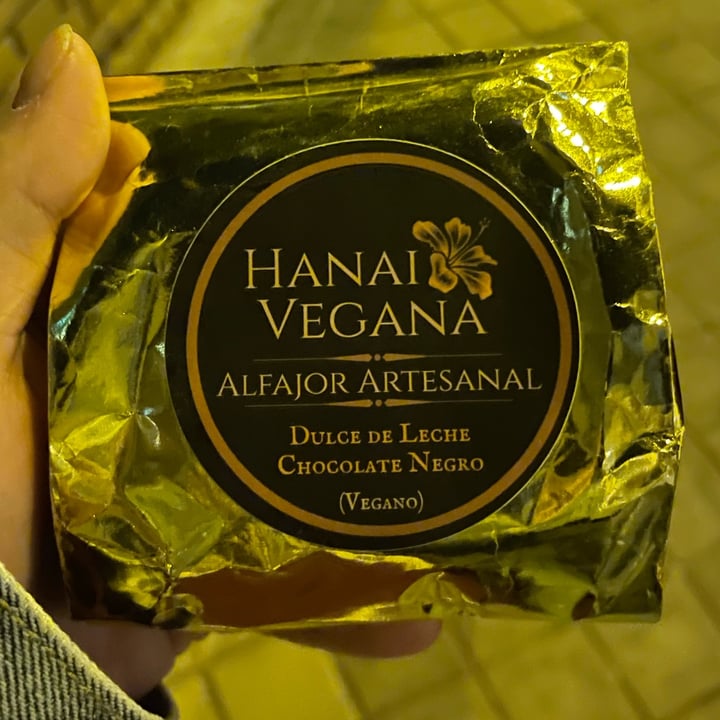 HANAI
VEGANA
ALFAJOR ARTESANAL
DULCE DE LECHE
CHOCOLATE NEGRO
(VEGANO)